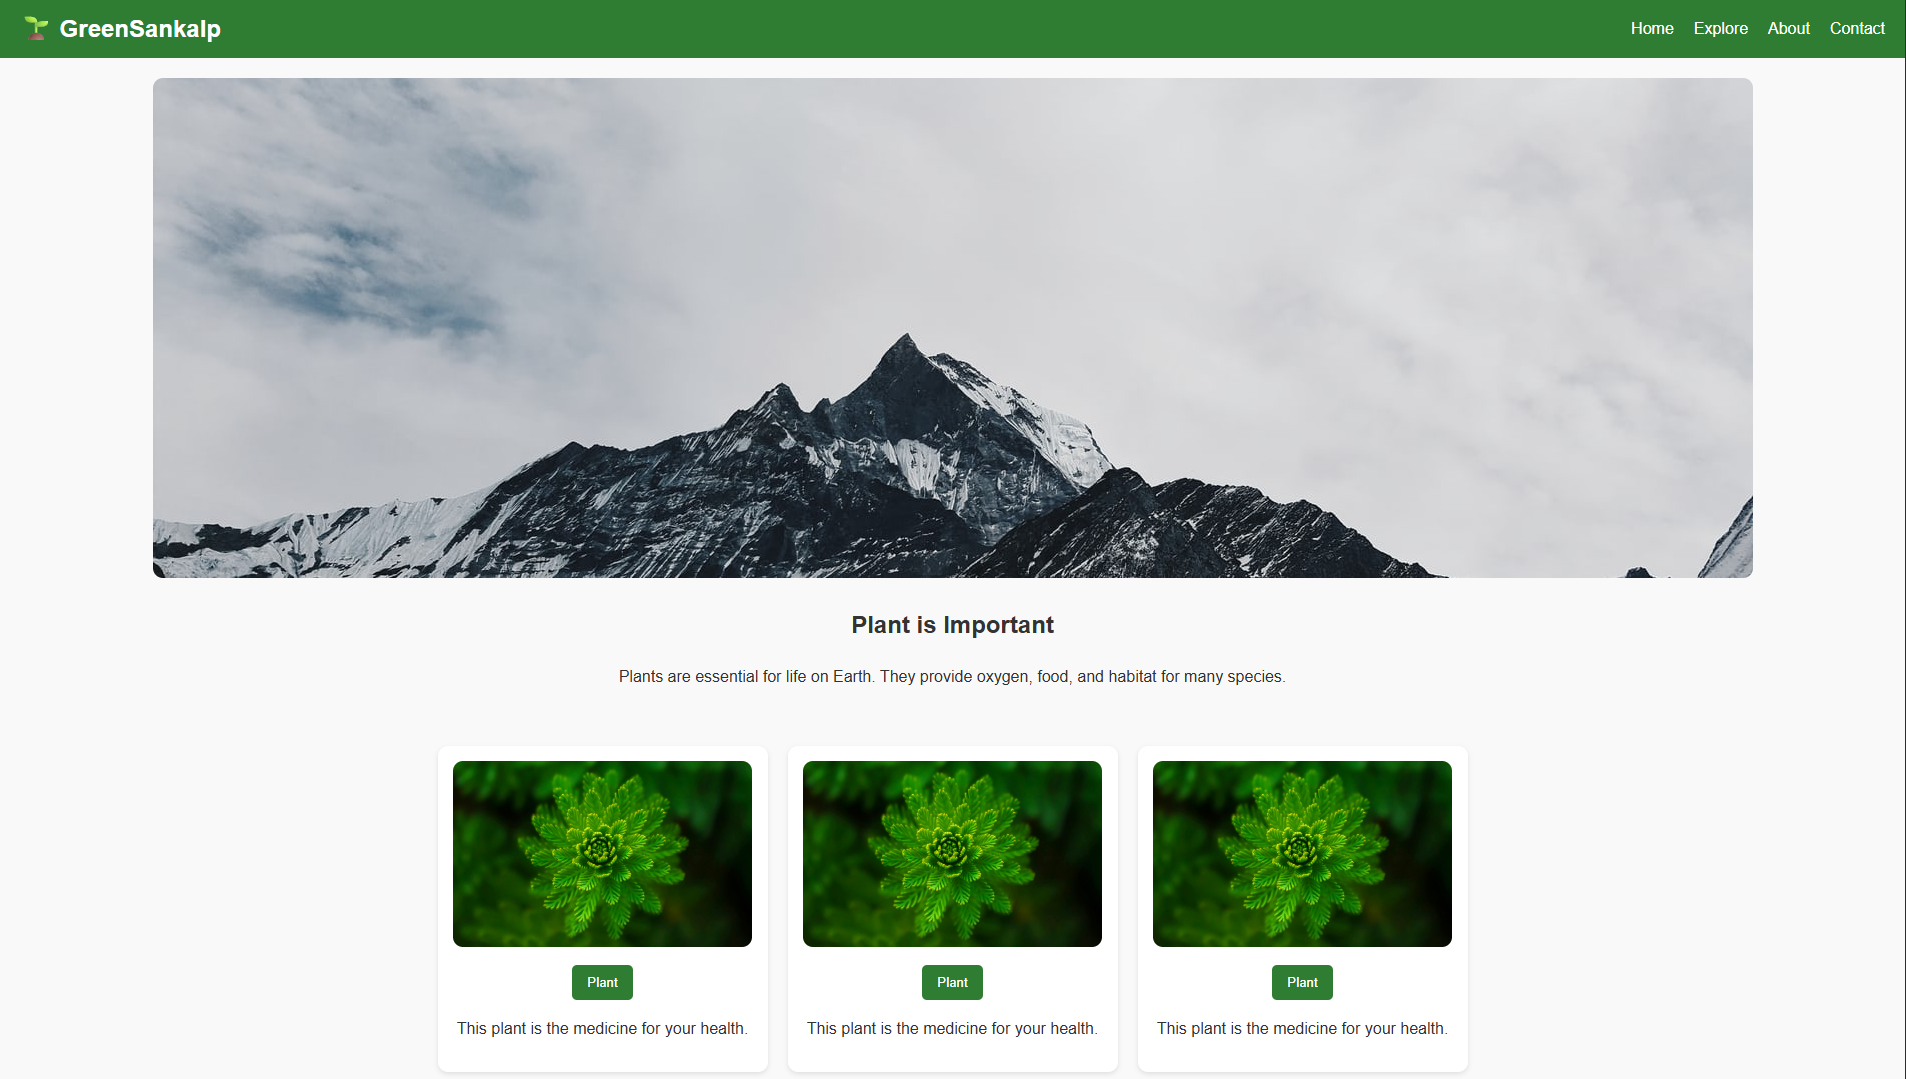 GreenSankalp
Home Explore About Contact
Plant is Important
Plants are essential for life on Earth. They provide oxygen, food, and habitat for many species.
Plant
This plant is the medicine for your health.
Plant
This plant is the medicine for your health.
Plant
This plant is the medicine for your health.